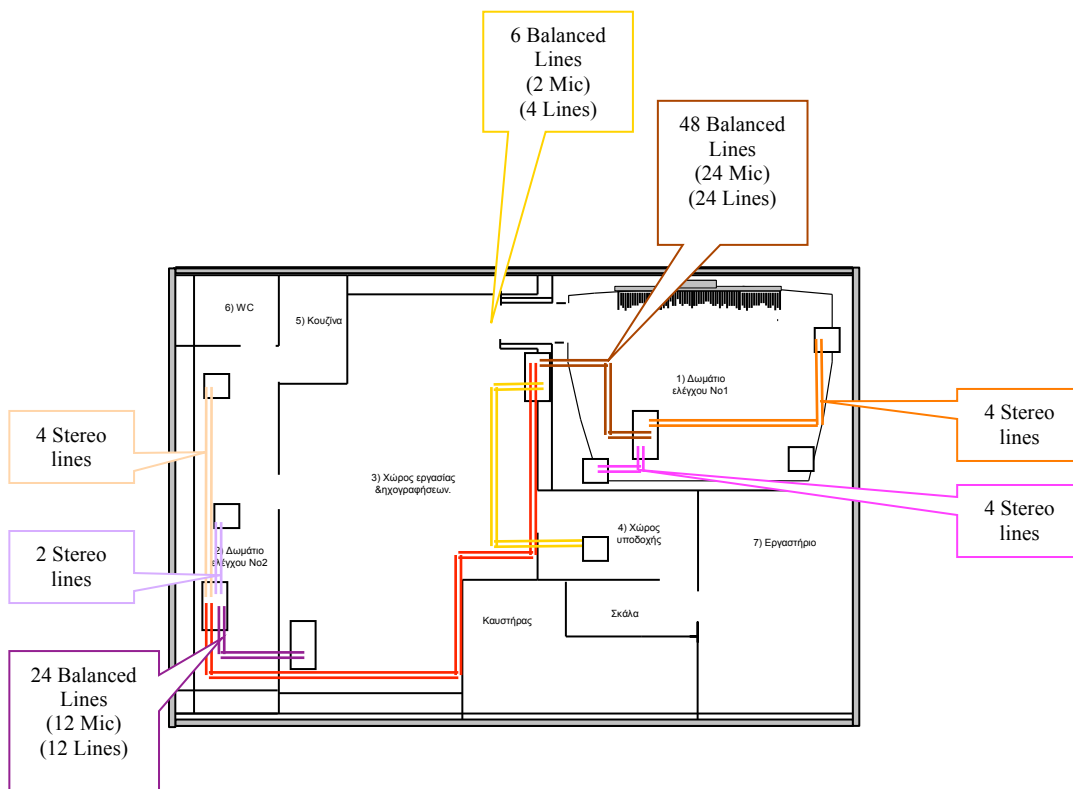 6 Balanced
Lines
(2 Mic)
(4 Lines)
48 Balanced
Lines
(24 Mic)
(24 Lines)
6) WC
5) Κουζίνα
1) Δωμάτιο
ελέγχου Νο1
4 Stereo
lines
4 Stereo
lines
3) Χώρος εργασίας
&ηχογραφήσεων.
4) Χώρος
υποδοχής
7) Εργαστήριο
4 Stereo
lines
2 Stereo
lines
2) Δωμάτιο
ελέγχου Νο2
Καυστήρας
Σκάλα
24 Balanced
Lines
(12 Mic)
(12 Lines)